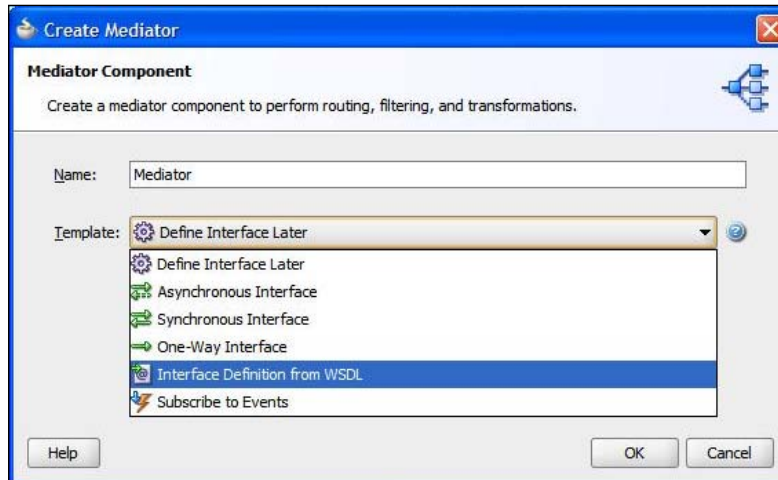 Create Mediator
Mediator Component
Create a mediator component to perform routing, filtering, and transformations.
Name: Mediator
Template: Define Interface Later
Define Interface Later
Asynchronous Interface
Synchronous Interface
One-Way Interface
Interface Definition from WSDL
Subscribe to Events
Help OK Cancel